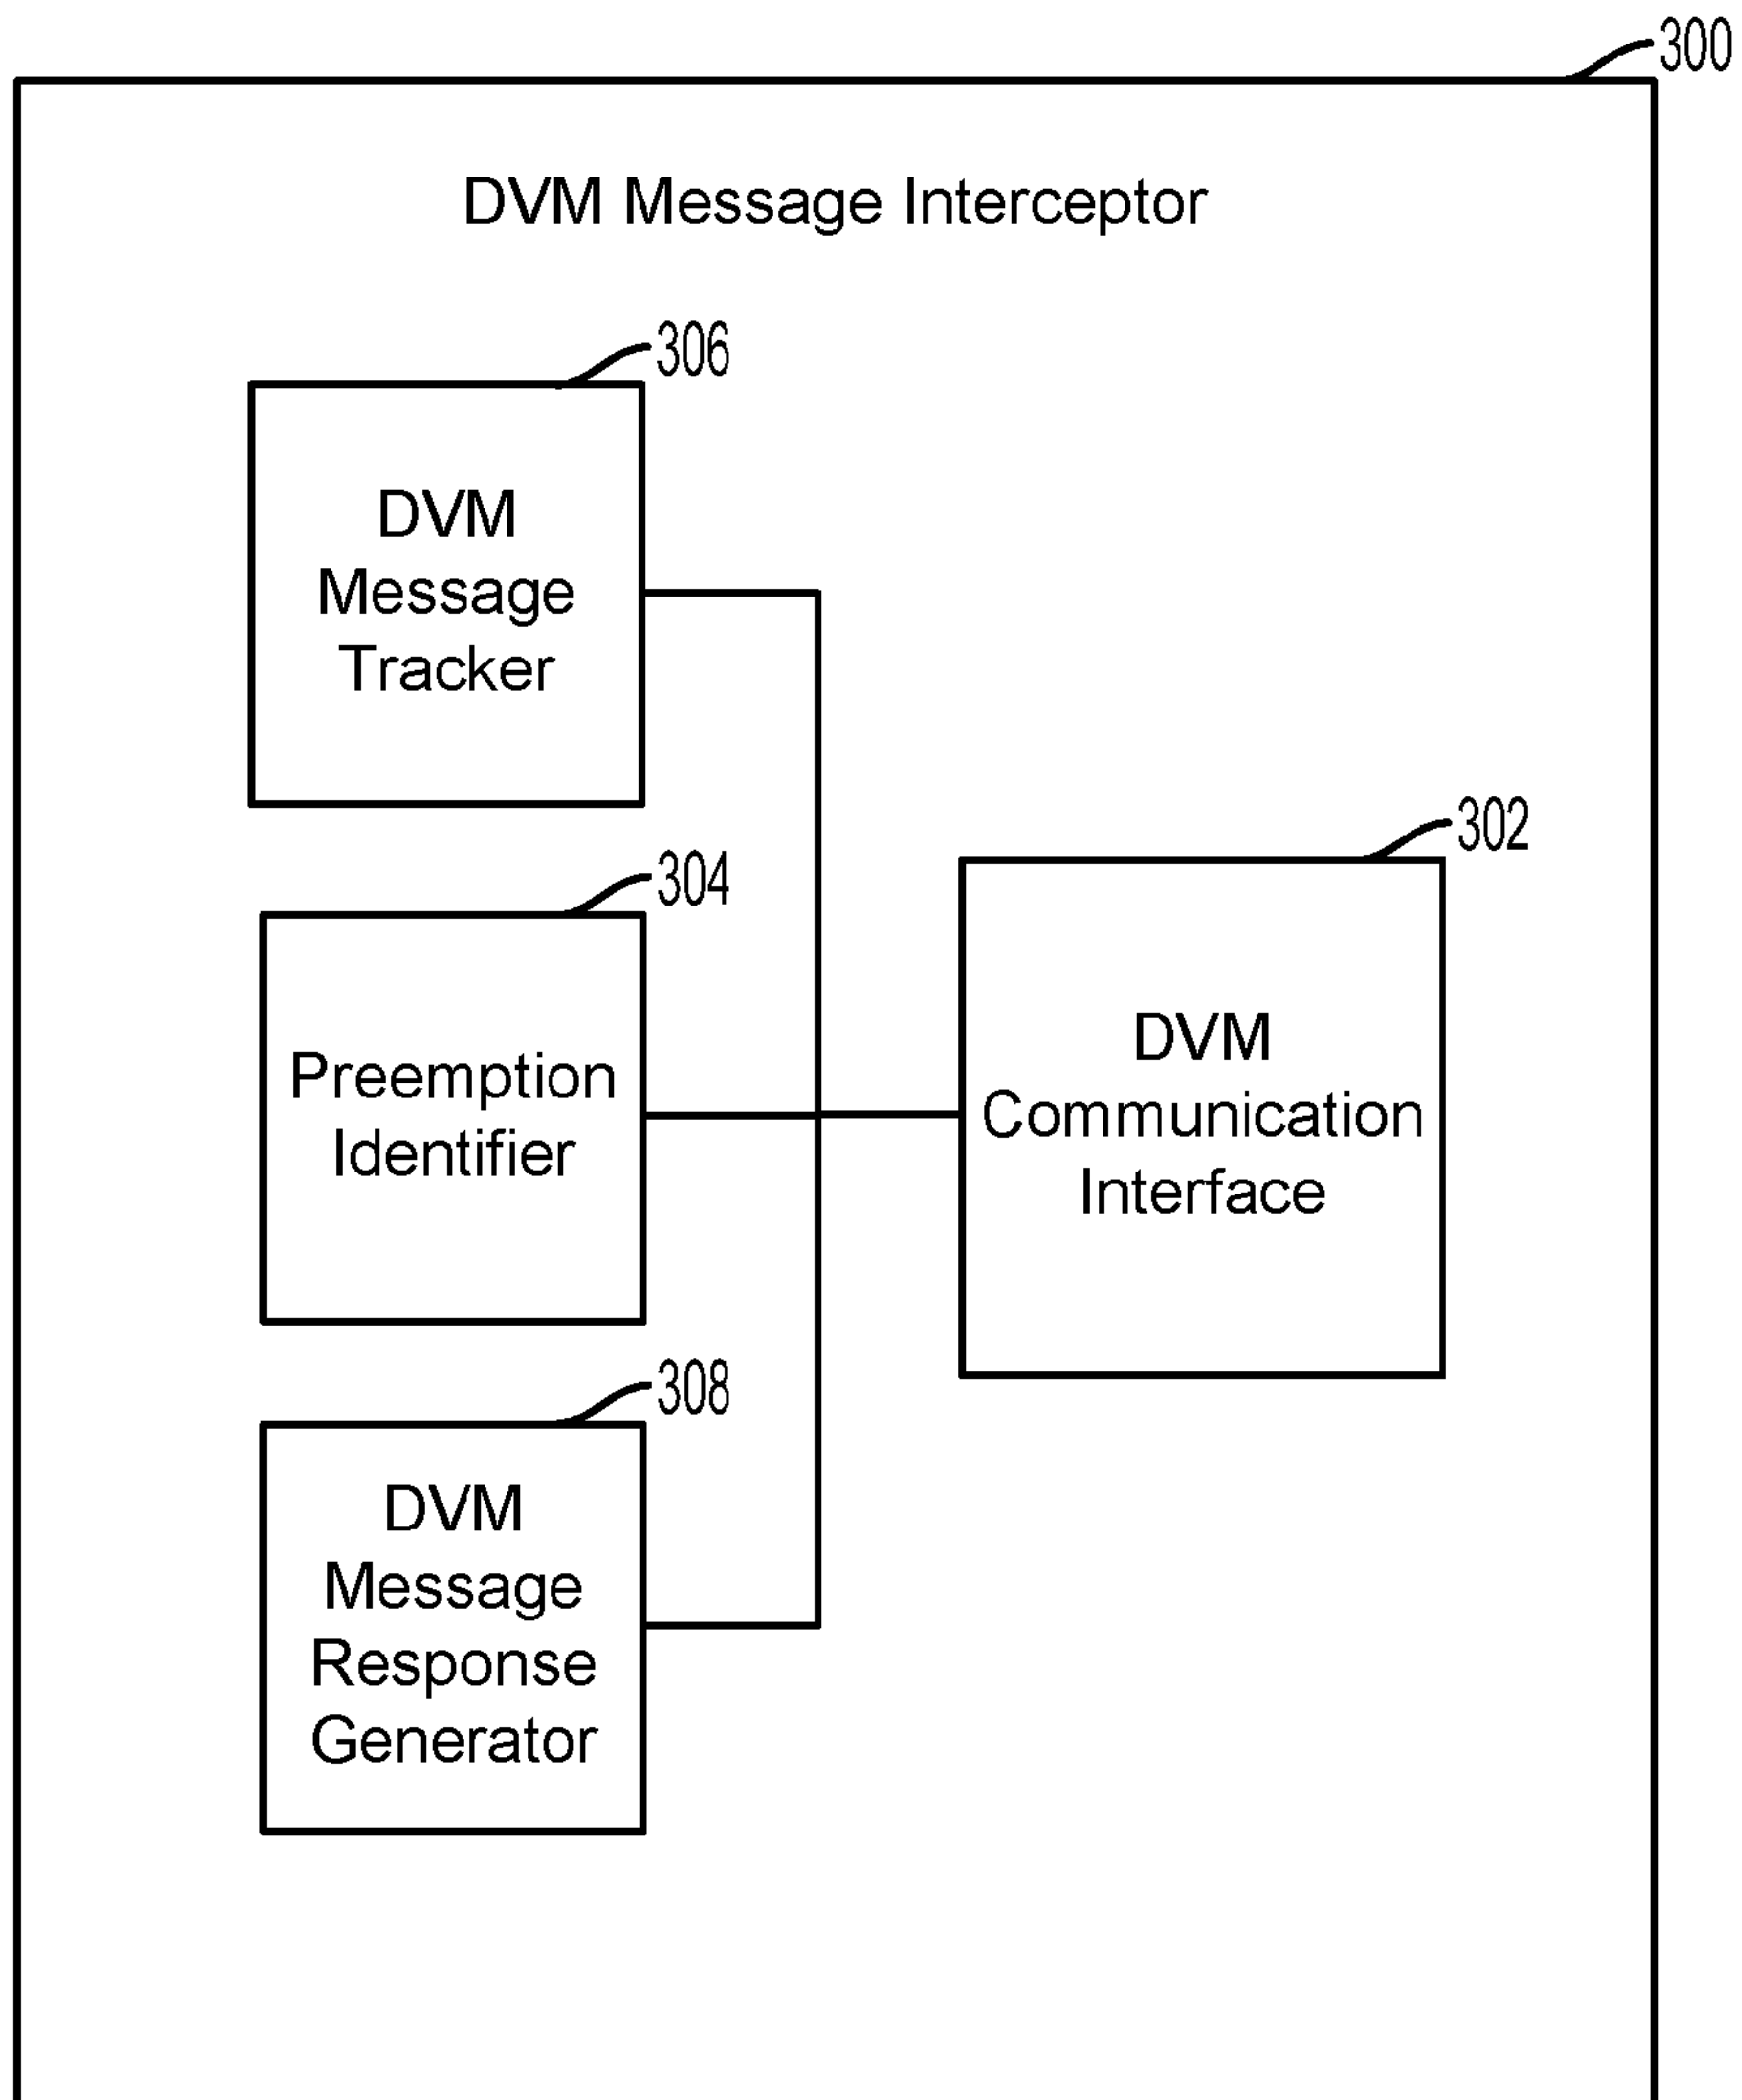 300
DVM Message Interceptor
306
DVM
Message
Tracker
302
304
Preemption
Identifier
DVM
Communication
Interface
308
DVM
Message
Response
Generator